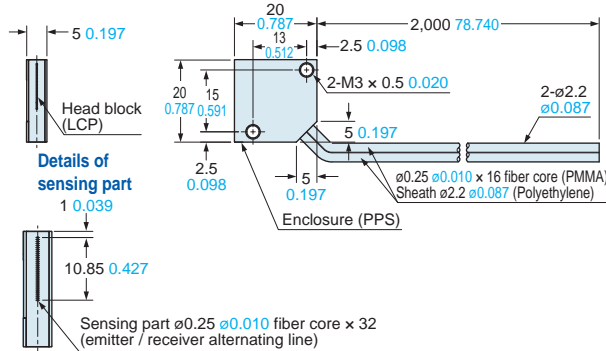 5 0.197
Head block
(LCP)
Details of
sensing part
1 0.039
10.85 0.427
Sensing part ø0.25 ø0.010 fiber core × 32
(emitter / receiver alternating line)
20
0.787
13
0.512
2.5 0.098
2,000 78.740
2-M3 × 0.5 0.020
20
0.787
15
0.591
2.5
0.098
5
0.197
5 0.197
2-ø2.2
ø0.087
ø0.25 ø0.010 × 16 fiber core (PMMA)
Sheath ø2.2 ø0.087 (Polyethylene)
Enclosure (PPS)